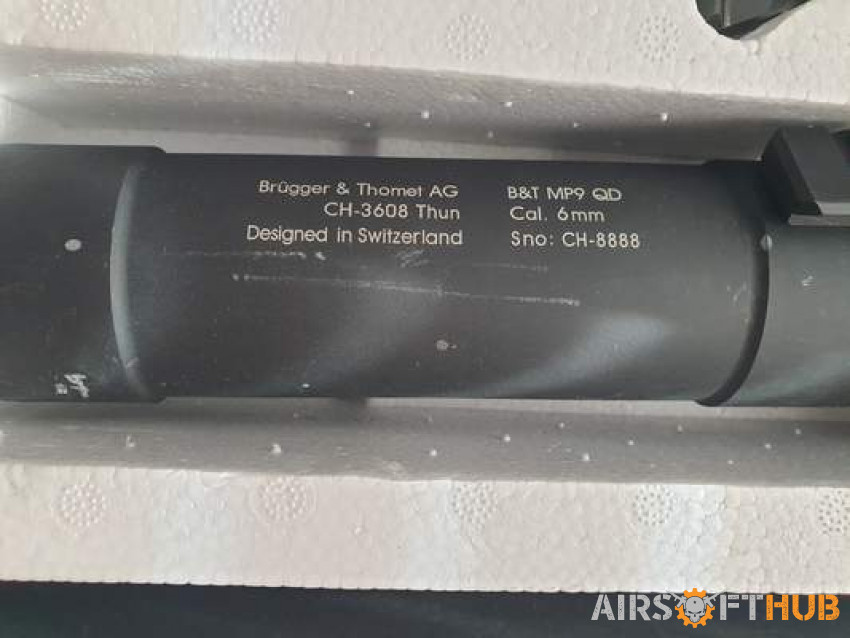 Brügger & Thomet AG
CH-3608 Thun
Designed in Switzerland
B&T MP9 QD
Cal. 6mm
Sno: CH-8888
AIRSOFTHUB